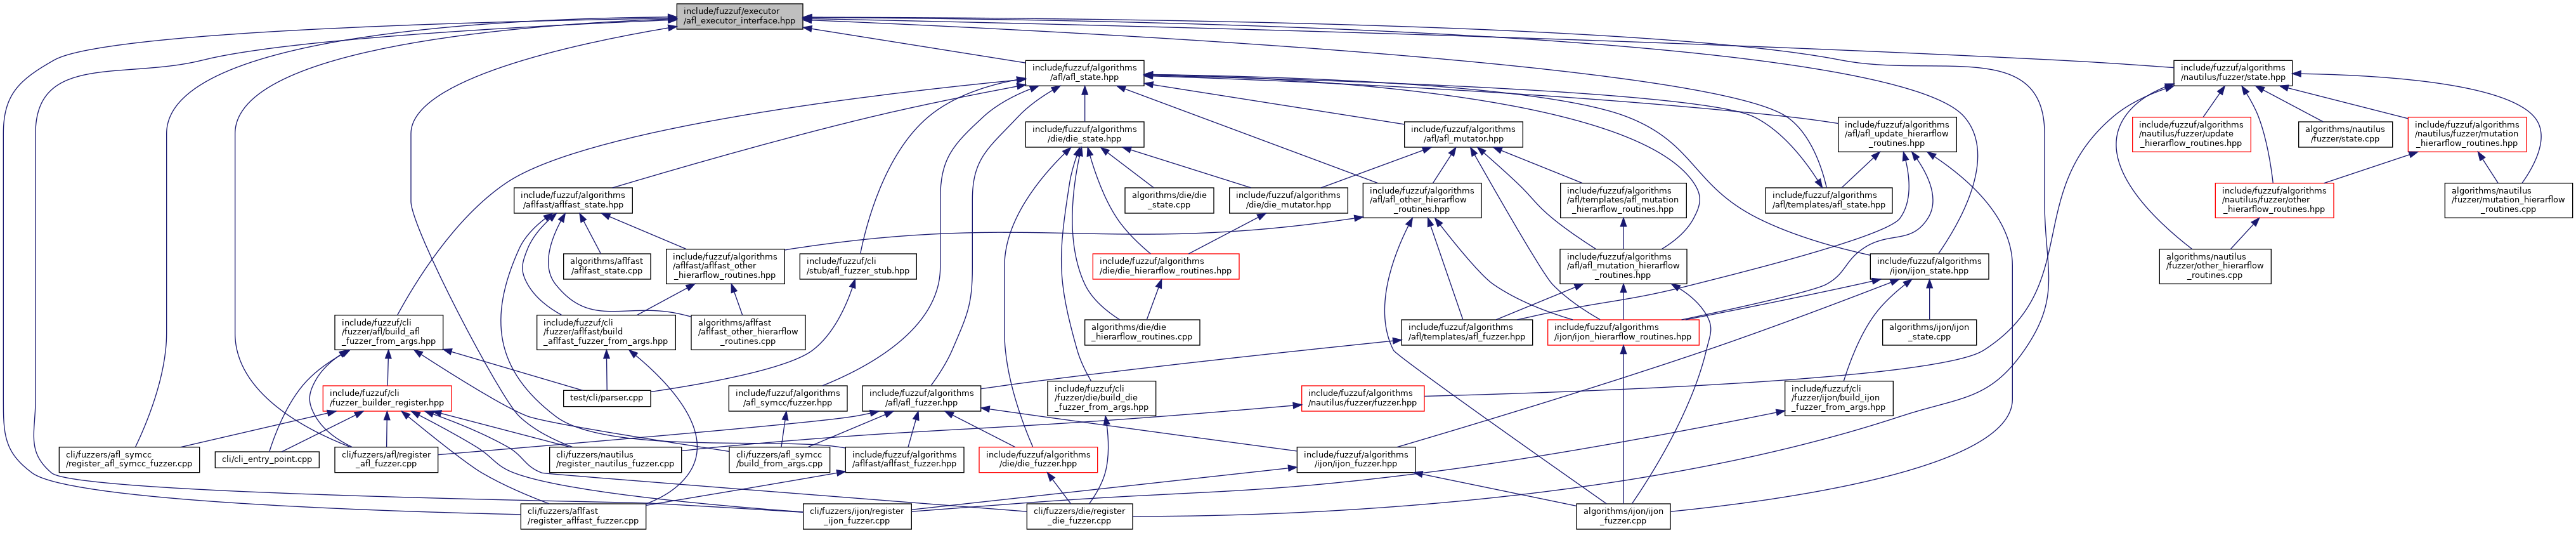 include/fuzzuf/executor
/afl_executor_interface.hpp
include/fuzzuf/algorithms
/afl/afl_state.hpp
include/fuzzuf/algorithms
/nautilus/fuzzer/state.hpp
include/fuzzuf/algorithms
/die/die_state.hpp
include/fuzzuf/algorithms
/afl/afl_mutator.hpp
include/fuzzuf/algorithms
/afl/afl_update_hierarflow
_routines.hpp
include/fuzzuf/algorithms
/nautilus/fuzzer/update
_hierarflow_routines.hpp
algorithms/nautilus
/fuzzer/state.cpp
include/fuzzuf/algorithms
/nautilus/fuzzer/mutation
_hierarflow_routines.hpp
include/fuzzuf/algorithms
/aflfast/aflfast_state.hpp
algorithms/die/die
_state.cpp
include/fuzzuf/algorithms
/die/die_mutator.hpp
include/fuzzuf/algorithms
/afl/afl_other_hierarflow
_routines.hpp
include/fuzzuf/algorithms
/afl/templates/afl_mutation
_hierarflow_routines.hpp
include/fuzzuf/algorithms
/afl/templates/afl_state.hpp
include/fuzzuf/algorithms
/nautilus/fuzzer/other
_hierarflow_routines.hpp
algorithms/nautilus
/fuzzer/mutation_hierarflow
_routines.cpp
algorithms/aflfast
/aflfast_state.cpp
include/fuzzuf/algorithms
/aflfast/aflfast_other
_hierarflow_routines.hpp
include/fuzzuf/cli
/stub/afl_fuzzer_stub.hpp
include/fuzzuf/algorithms
/die/die_hierarflow_routines.hpp
include/fuzzuf/algorithms
/afl/afl_mutation_hierarflow
_routines.hpp
include/fuzzuf/algorithms
/ijon/ijon_state.hpp
algorithms/nautilus
/fuzzer/other_hierarflow
_routines.cpp
include/fuzzuf/cli
/fuzzer/afl/build_afl
_fuzzer_from_args.hpp
include/fuzzuf/cli
/fuzzer/aflfast/build
_aflfast_fuzzer_from_args.hpp
algorithms/aflfast
/aflfast_other_hierarflow
_routines.cpp
algorithms/die/die
_hierarflow_routines.cpp
include/fuzzuf/algorithms
/afl/templates/afl_fuzzer.hpp
include/fuzzuf/algorithms
/ijon/ijon_hierarflow_routines.hpp
algorithms/ijon/ijon
_state.cpp
include/fuzzuf/cli
/fuzzer_builder_register.hpp
test/cli/parser.cpp
include/fuzzuf/algorithms
/afl_symcc/fuzzer.hpp
include/fuzzuf/algorithms
/afl/afl_fuzzer.hpp
include/fuzzuf/cli
/fuzzer/die/build_die
_fuzzer_from_args.hpp
include/fuzzuf/algorithms
/nautilus/fuzzer/fuzzer.hpp
include/fuzzuf/cli
/fuzzer/ijon/build_ijon
_fuzzer_from_args.hpp
cli/fuzzers/afl_symcc
/register_afl_symcc_fuzzer.cpp
cli/cli_entry_point.cpp
cli/fuzzers/afl/register
_afl_fuzzer.cpp
cli/fuzzers/nautilus
/register_nautilus_fuzzer.cpp
cli/fuzzers/afl_symcc
/build_from_args.cpp
include/fuzzuf/algorithms
/aflfast/aflfast_fuzzer.hpp
include/fuzzuf/algorithms
/die/die_fuzzer.hpp
include/fuzzuf/algorithms
/ijon/ijon_fuzzer.hpp
cli/fuzzers/aflfast
/register_aflfast_fuzzer.cpp
cli/fuzzers/ijon/register
_ijon_fuzzer.cpp
cli/fuzzers/die/register
_die_fuzzer.cpp
algorithms/ijon/ijon
_fuzzer.cpp